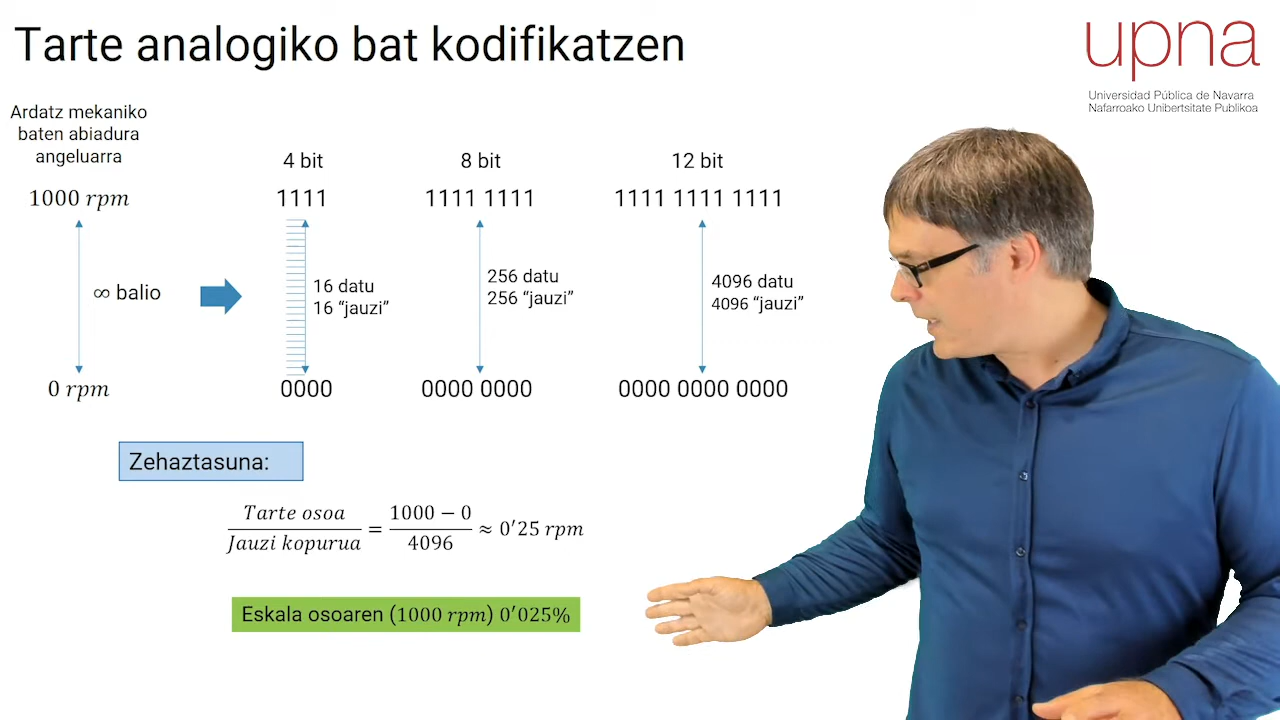 Tarte analogiko bat kodifikatzen
upna
Universidad Pública de Navarra
Nafarroako Unibertsitate Publikoa
Ardatz mekaniko
baten abiadura
angeluarra
1000 rpm
∞ balio
0 rpm
4 bit
1111
16 datu
16 “jauzi”
0000
8 bit
1111 1111
256 datu
256 “jauzi”
0000 0000
12 bit
1111 1111 1111
4096 datu
4096 “jauzi”
0000 0000 0000
Zehaztasuna:
Tarte osoa / Jauzi kopurua = 1000 − 0 / 4096 ≈ 0′25 rpm
Eskala osoaren (1000 rpm) 0′025%